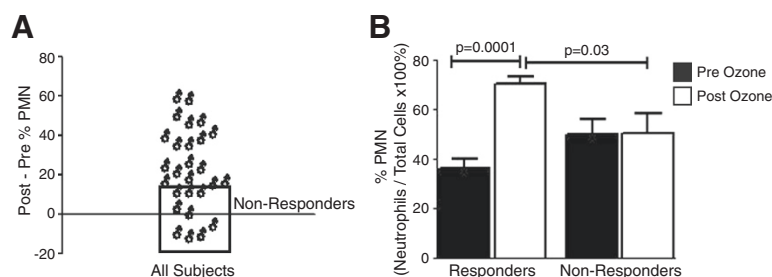 A
Post - Pre % PMN
80
60
40
20
0
-20
Non-Responders
All Subjects
B
% PMN
(Neutrophils / Total Cells x100%)
80
60
40
20
0
p=0.0001
p=0.03
Pre Ozone
Post Ozone
Responders
Non-Responders